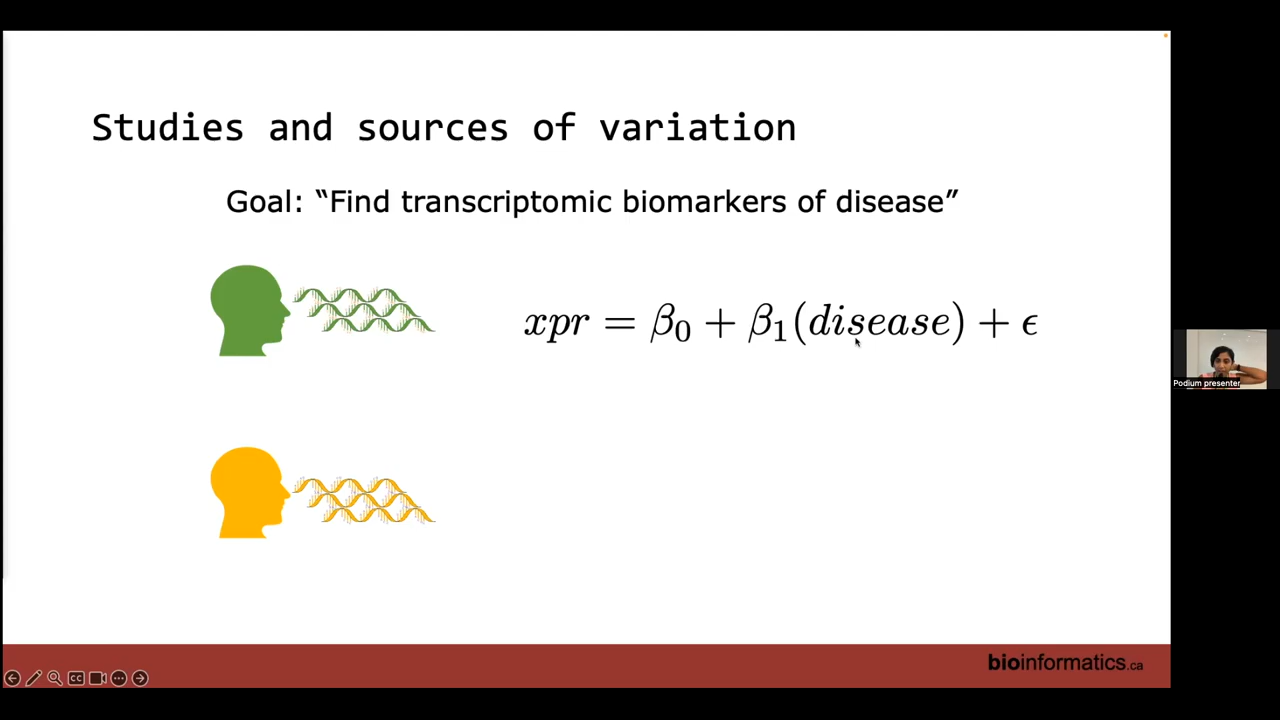 Studies and sources of variation
Goal: “Find transcriptomic biomarkers of disease”
xpr = β₀ + β₁(disease) + ϵ
Podium presenter
bioinformatics.ca
CC